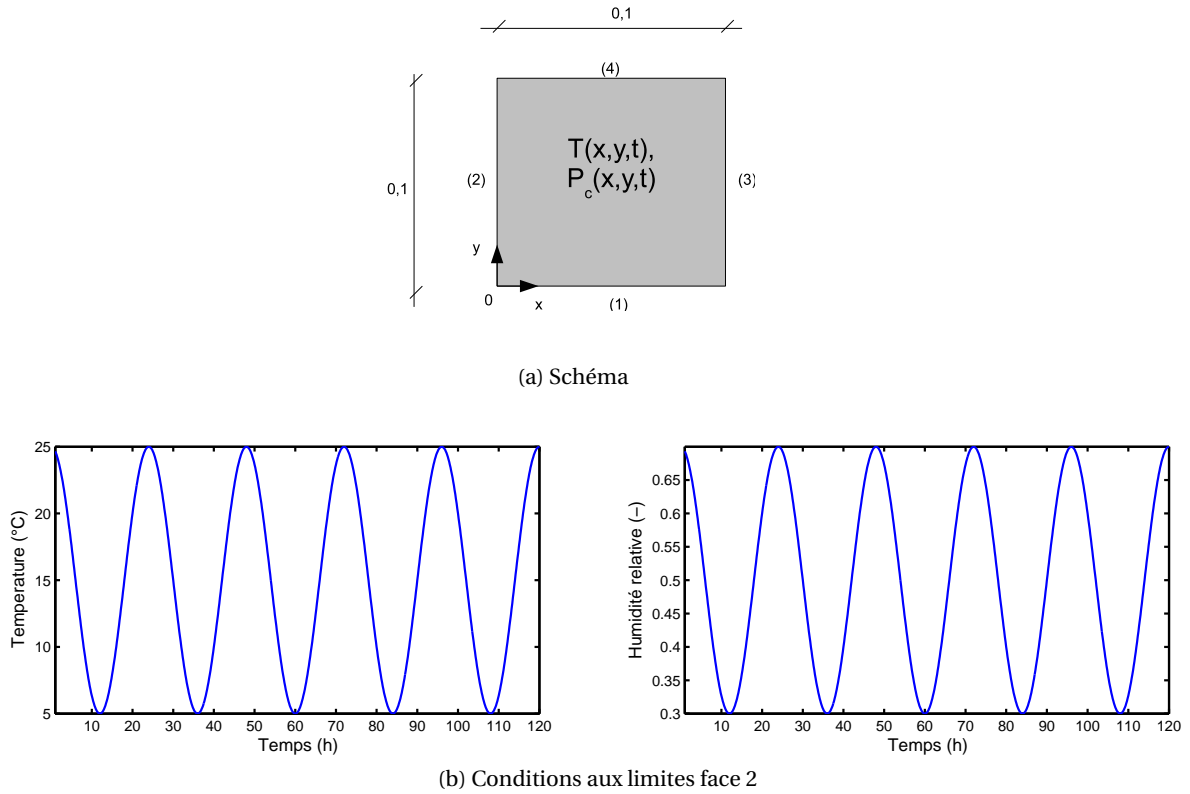 0,1
(4)
T(x,y,t),
P_c(x,y,t)
0,1
(2)
(3)
y
0
x
(1)
(a) Schéma
25
20
15
10
5
Temperature (°C)
10 20 30 40 50 60 70 80 90 100 110 120
Temps (h)
0.65
0.6
0.55
0.5
0.45
0.4
0.35
0.3
Humidité relative (−)
10 20 30 40 50 60 70 80 90 100 110 120
Temps (h)
(b) Conditions aux limites face 2